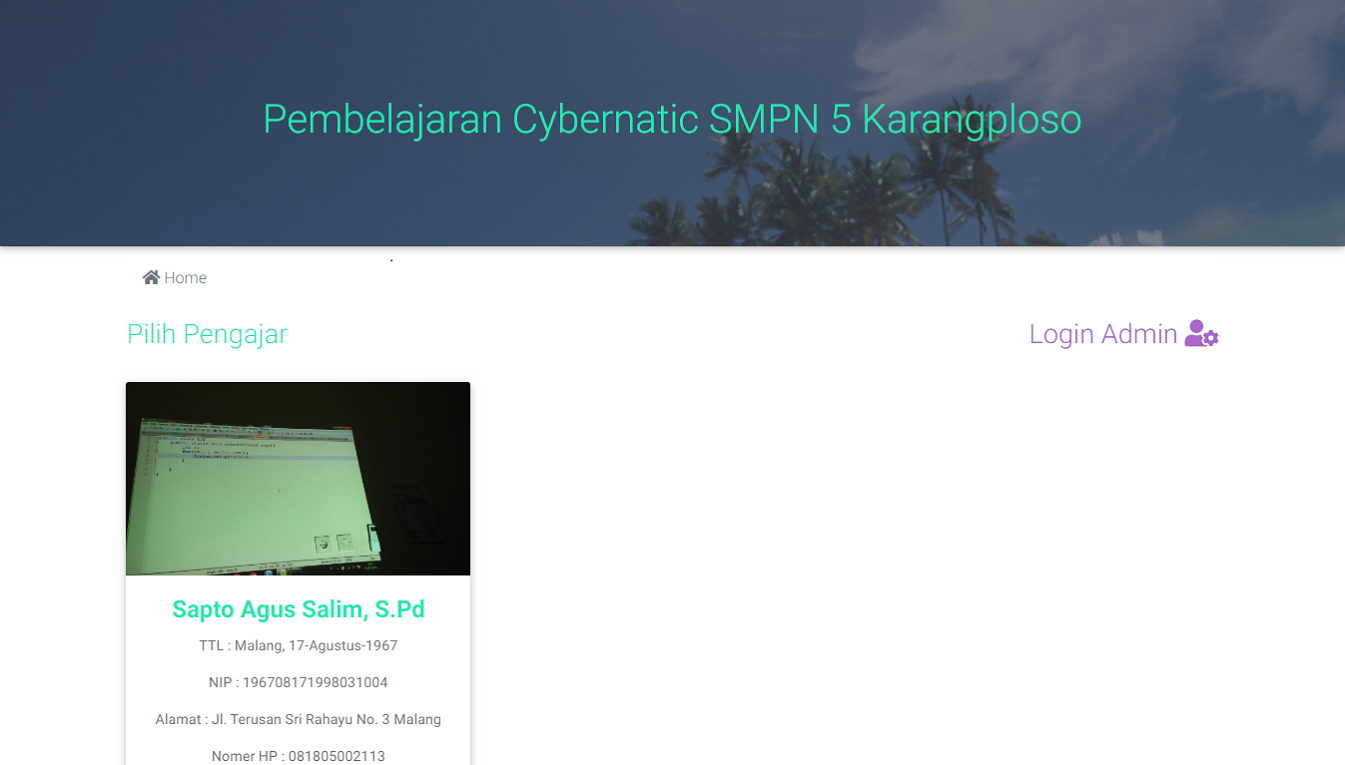 Pembelajaran Cybernatic SMPN 5 Karangploso
Home
Pilih Pengajar
Login Admin
Sapto Agus Salim, S.Pd
TTL : Malang, 17-Agustus-1967
NIP : 196708171998031004
Alamat : Jl. Terusan Sri Rahayu No. 3 Malang
Nomer HP : 081805002113